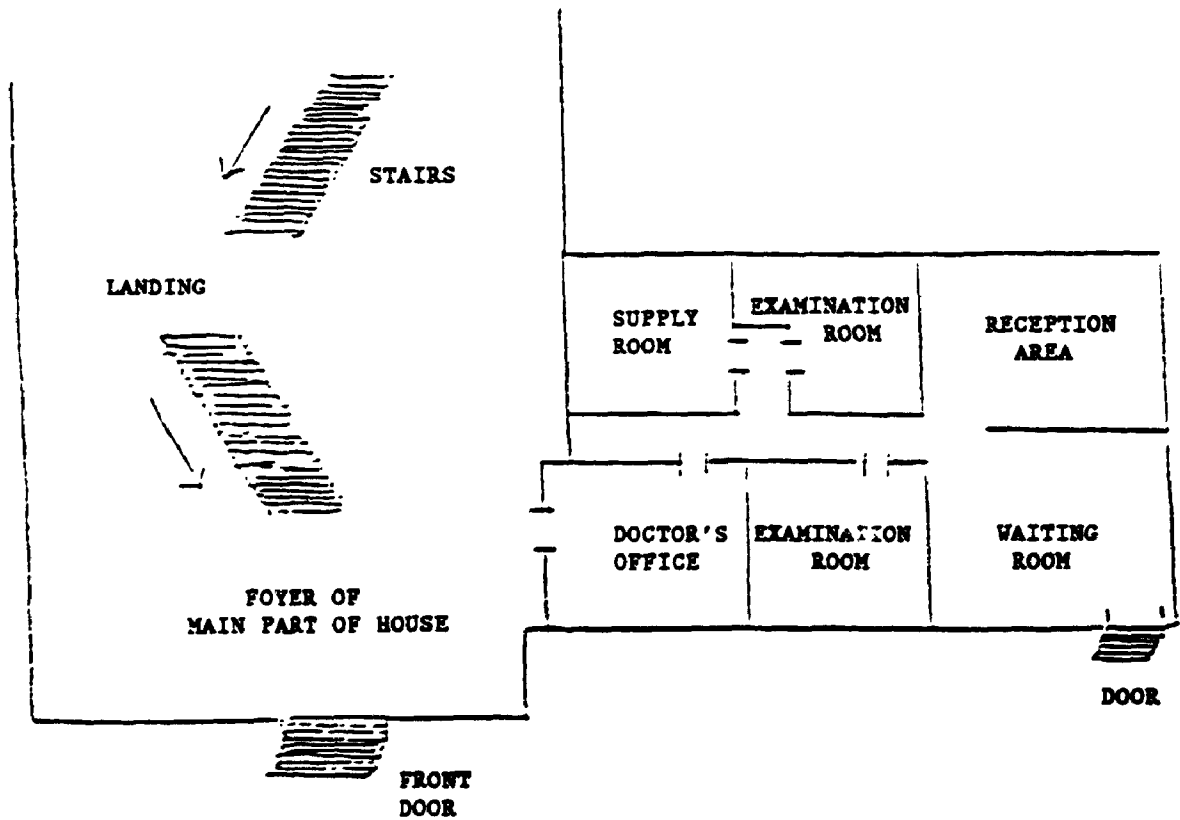 STAIRS
LANDING
SUPPLY
ROOM
EXAMINATION
ROOM
RECEPTION
AREA
DOCTOR'S
OFFICE
EXAMINATION
ROOM
WAITING
ROOM
FOYER OF
MAIN PART OF HOUSE
DOOR
FRONT
DOOR